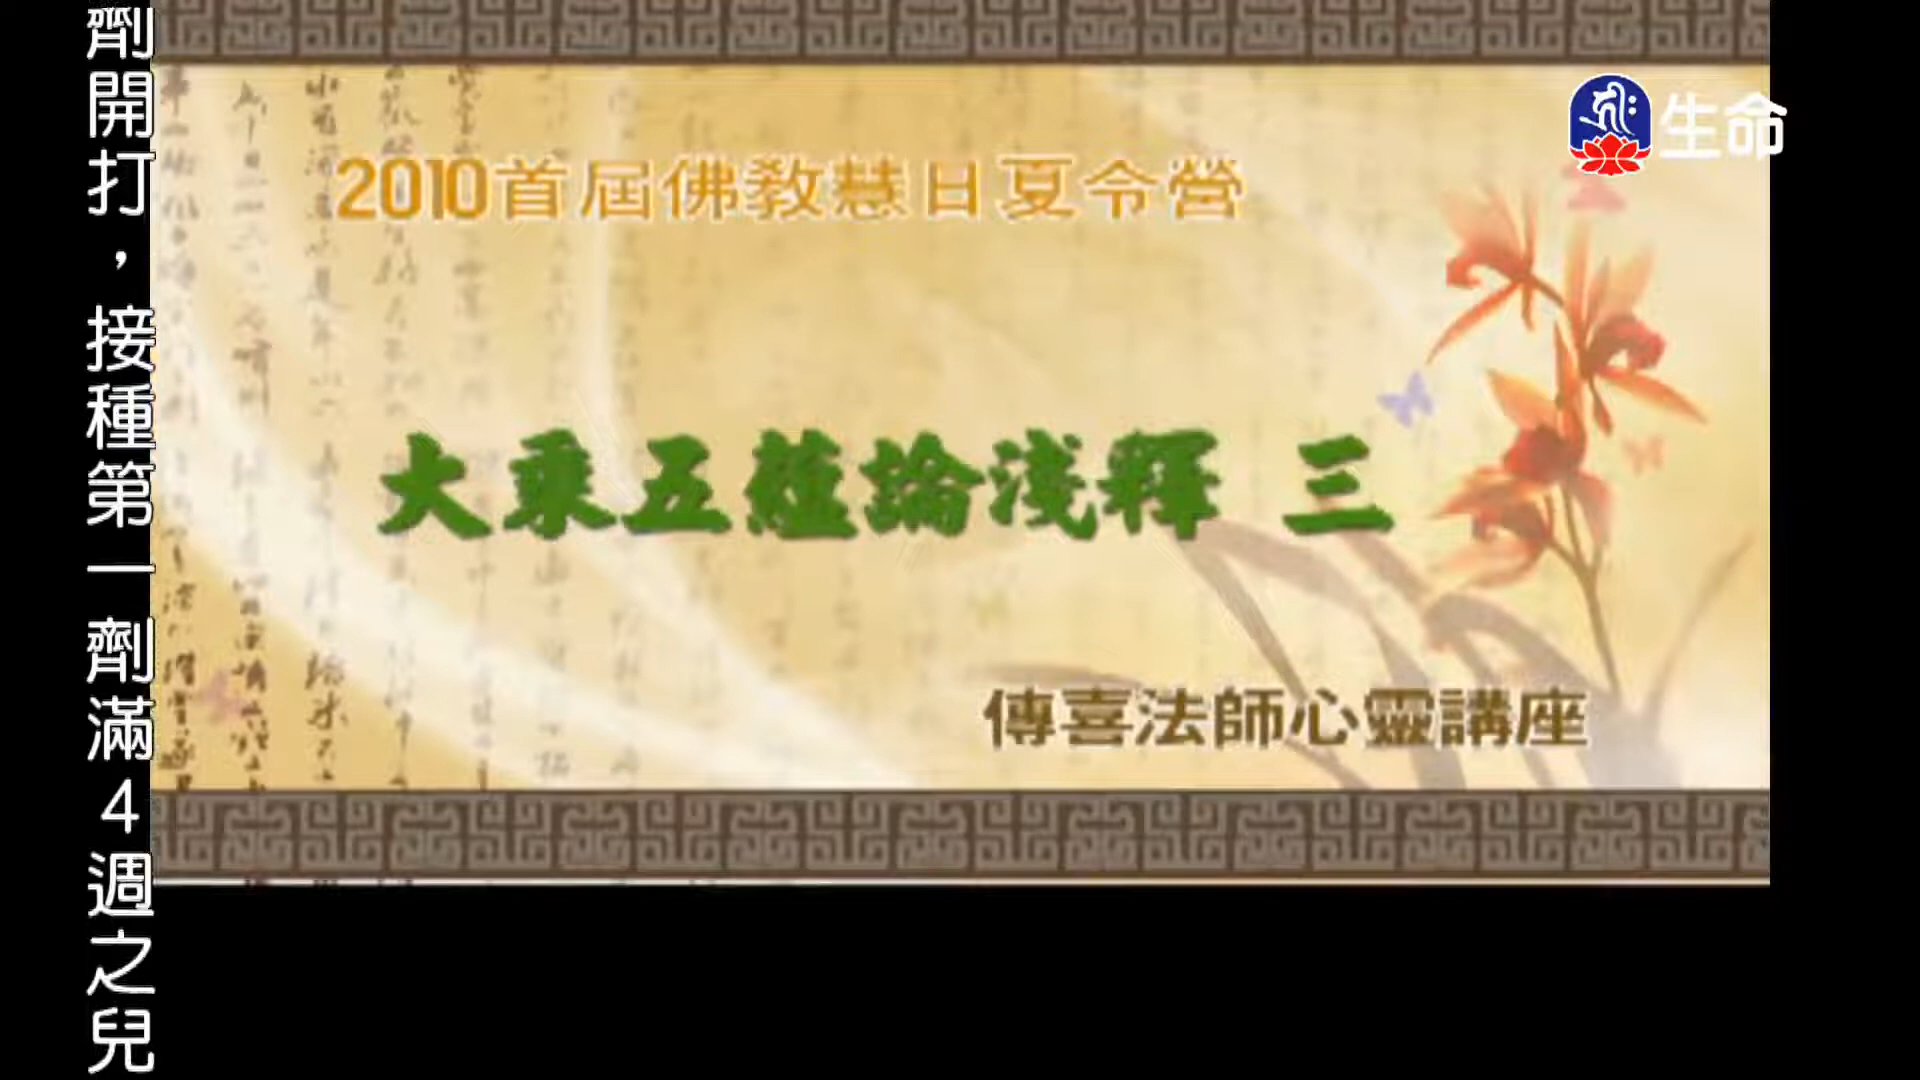 劑開打，接種第一劑滿4週之兒
生命
2010首屆佛教慧日夏令營
大乘五蘊論淺釋 三
傳喜法師心靈講座